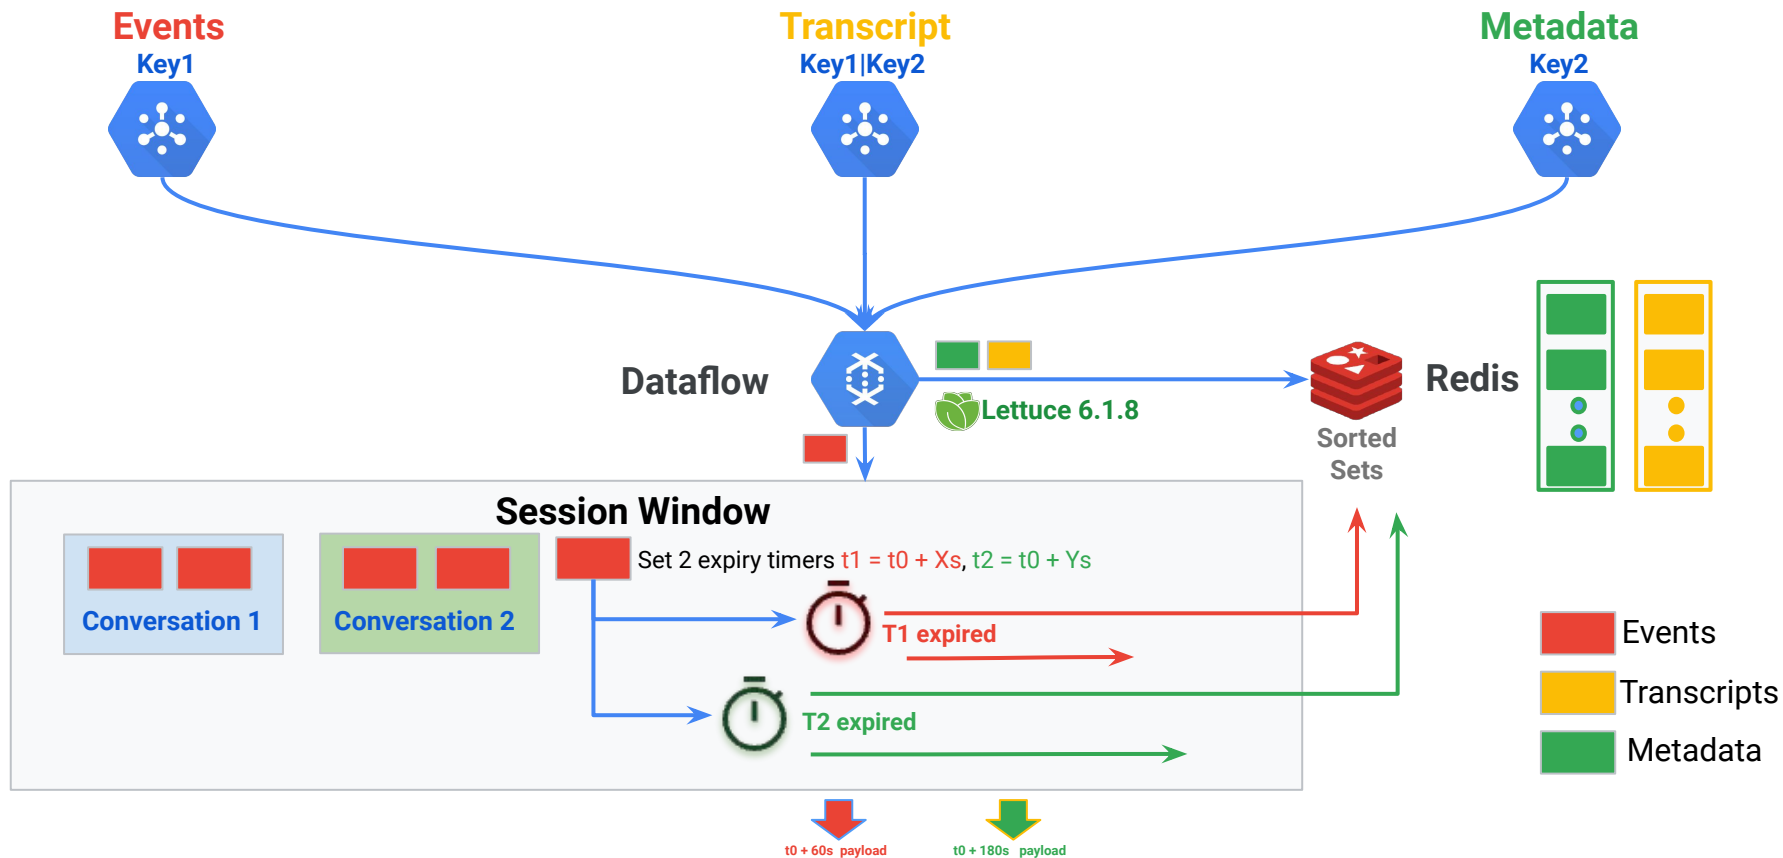 Events
Transcript
Metadata
Key1
Key1|Key2
Key2
Dataflow
Redis
Lettuce 6.1.8
Sorted
Sets
Session Window
Set 2 expiry timers t1 = t0 + Xs, t2 = t0 + Ys
Conversation 1
Conversation 2
T1 expired
T2 expired
Events
Transcripts
Metadata
t0 + 60s payload
t0 + 180s payload